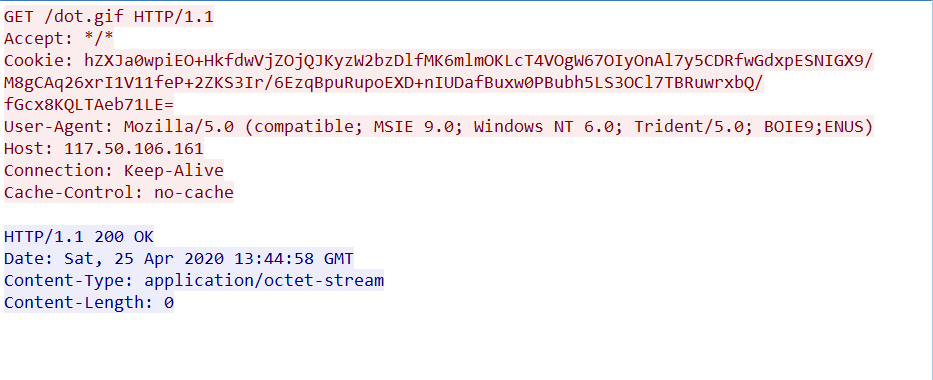 GET /dot.gif HTTP/1.1
Accept: */*
Cookie: hZXJa0wpiEO+HkfdwVjZOjQJKyzW2bzDlfMK6mlmOKLcT4VOgW67OIyOnAl7y5CDRfwGdxpESNIGX9/
M8gCAq26xrI1V11feP+2ZKS3Ir/6EzqBpuRupoEXD+nIUDafBuxw0PBubh5LS3OCl7TBRuwrxbQ/
fGcx8KQLTAeb71LE=
User-Agent: Mozilla/5.0 (compatible; MSIE 9.0; Windows NT 6.0; Trident/5.0; BOIE9;ENUS)
Host: 117.50.106.161
Connection: Keep-Alive
Cache-Control: no-cache
HTTP/1.1 200 OK
Date: Sat, 25 Apr 2020 13:44:58 GMT
Content-Type: application/octet-stream
Content-Length: 0